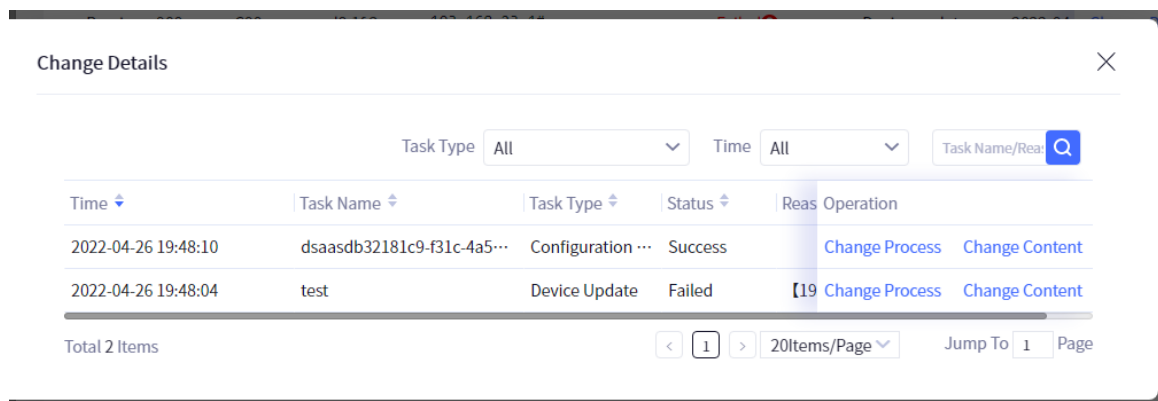 Change Details
Task Type All Time All Task Name/Rea
Time Task Name Task Type Status Reas Operation
2022-04-26 19:48:10 dsaasdb32181c9-f31c-4a5··· Configuration ··· Success Change Process Change Content
2022-04-26 19:48:04 test Device Update Failed 【19 Change Process Change Content
Total 2 Items < 1 > 20Items/Page Jump To 1 Page